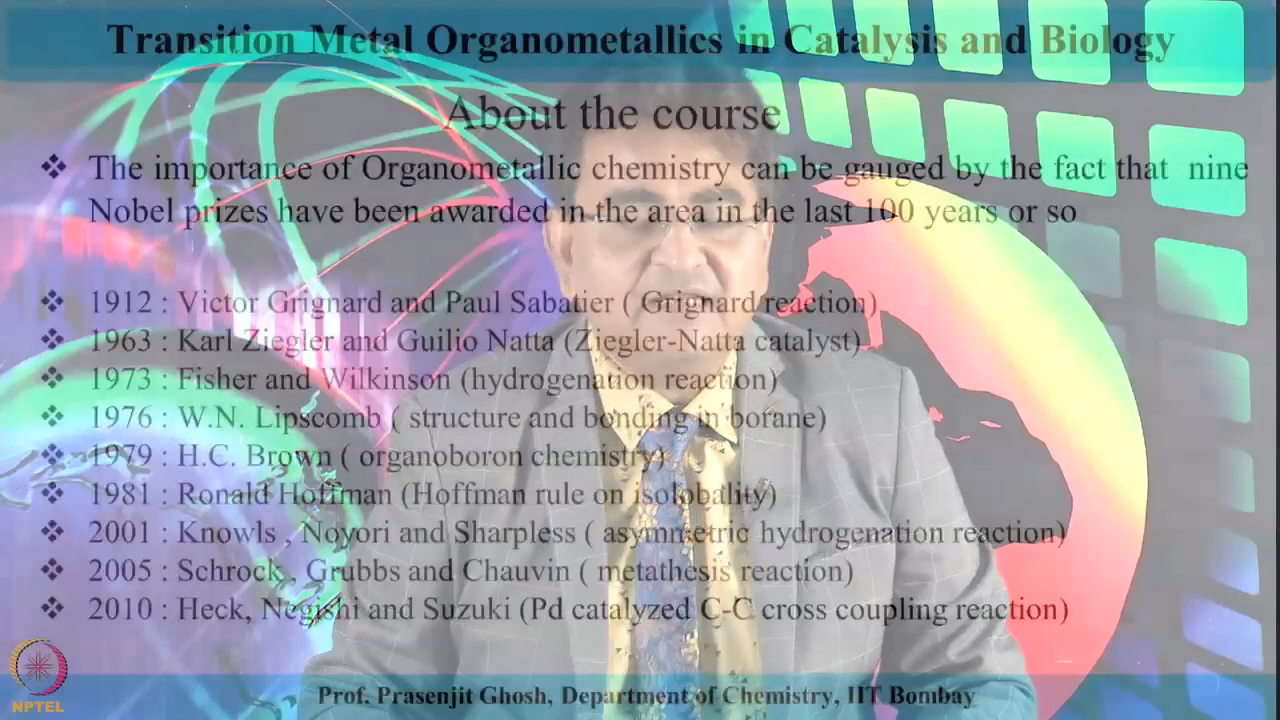 Transition Metal Organometallics in Catalysis and Biology
About the course
❖ The importance of Organometallic chemistry can be gauged by the fact that nine
Nobel prizes have been awarded in the area in the last 100 years or so
❖ 1912 : Victor Grignard and Paul Sabatier ( Grignard reaction)
❖ 1963 : Karl Ziegler and Guilio Natta (Ziegler-Natta catalyst)
❖ 1973 : Fisher and Wilkinson (hydrogenation reaction)
❖ 1976 : W.N. Lipscomb ( structure and bonding in borane)
❖ 1979 : H.C. Brown ( organoboron chemistry)
❖ 1981 : Ronald Hoffman (Hoffman rule on isolobality)
❖ 2001 : Knowls , Noyori and Sharpless ( asymmetric hydrogenation reaction)
❖ 2005 : Schrock , Grubbs and Chauvin ( metathesis reaction)
❖ 2010 : Heck, Negishi and Suzuki (Pd catalyzed C-C cross coupling reaction)
NPTEL
Prof. Prasenjit Ghosh, Department of Chemistry, IIT Bombay